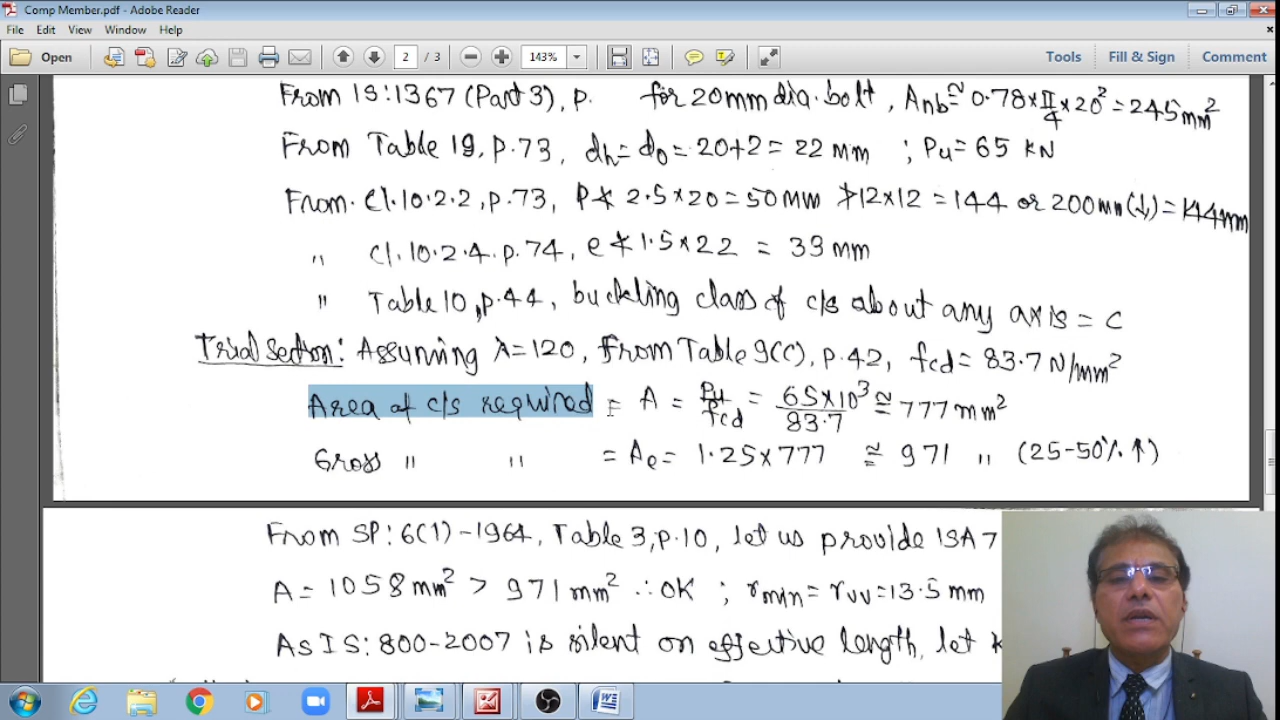 Comp Member.pdf - Adobe Reader
File Edit View Window Help
Open 2 / 3 143% Tools Fill & Sign Comment
From IS:1367 (Part 3), p. for 20mm dia. bolt, Anb ≅ 0.78×π/4×20² = 245 mm²
From Table 19, p.73, dh = do = 20+2 = 22 mm ; Pu = 65 KN
From Cl.10.2.2, p.73, p ≮ 2.5×20 = 50 mm ≯ 12×12 = 144 or 200mm (↓) = 144mm
" Cl.10.2.4. p.74, e ≮ 1.5×22 = 33 mm
" Table 10, p.44, buckling class of c/s about any axis = C
Trial Section: Assuming λ=120, from Table 9(C), p.42, fcd = 83.7 N/mm²
Area of c/s required = A = Pu/fcd = 65×10³/83.7 ≅ 777 mm²
Gross " " = Ae = 1.25×777 ≅ 971 " (25-50% ↑)
From SP:6(1)-1964, Table 3, p.10, let us provide ISA 7
A = 1058 mm² > 971 mm² ∴ OK ; rmin = rvv = 13.5 mm
As IS:800-2007 is silent on effective length, let K